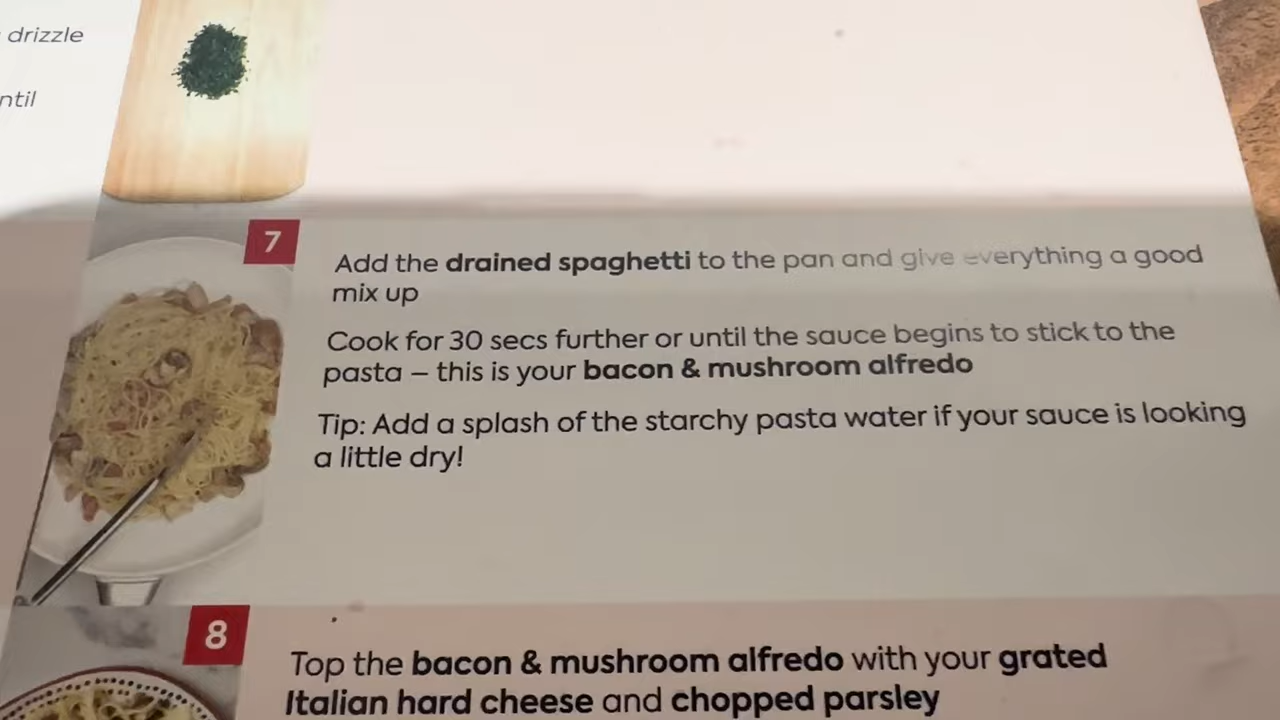 drizzle
ntil
7
Add the drained spaghetti to the pan and give everything a good
mix up
Cook for 30 secs further or until the sauce begins to stick to the
pasta – this is your bacon & mushroom alfredo
Tip: Add a splash of the starchy pasta water if your sauce is looking
a little dry!
8
Top the bacon & mushroom alfredo with your grated
Italian hard cheese and chopped parsley